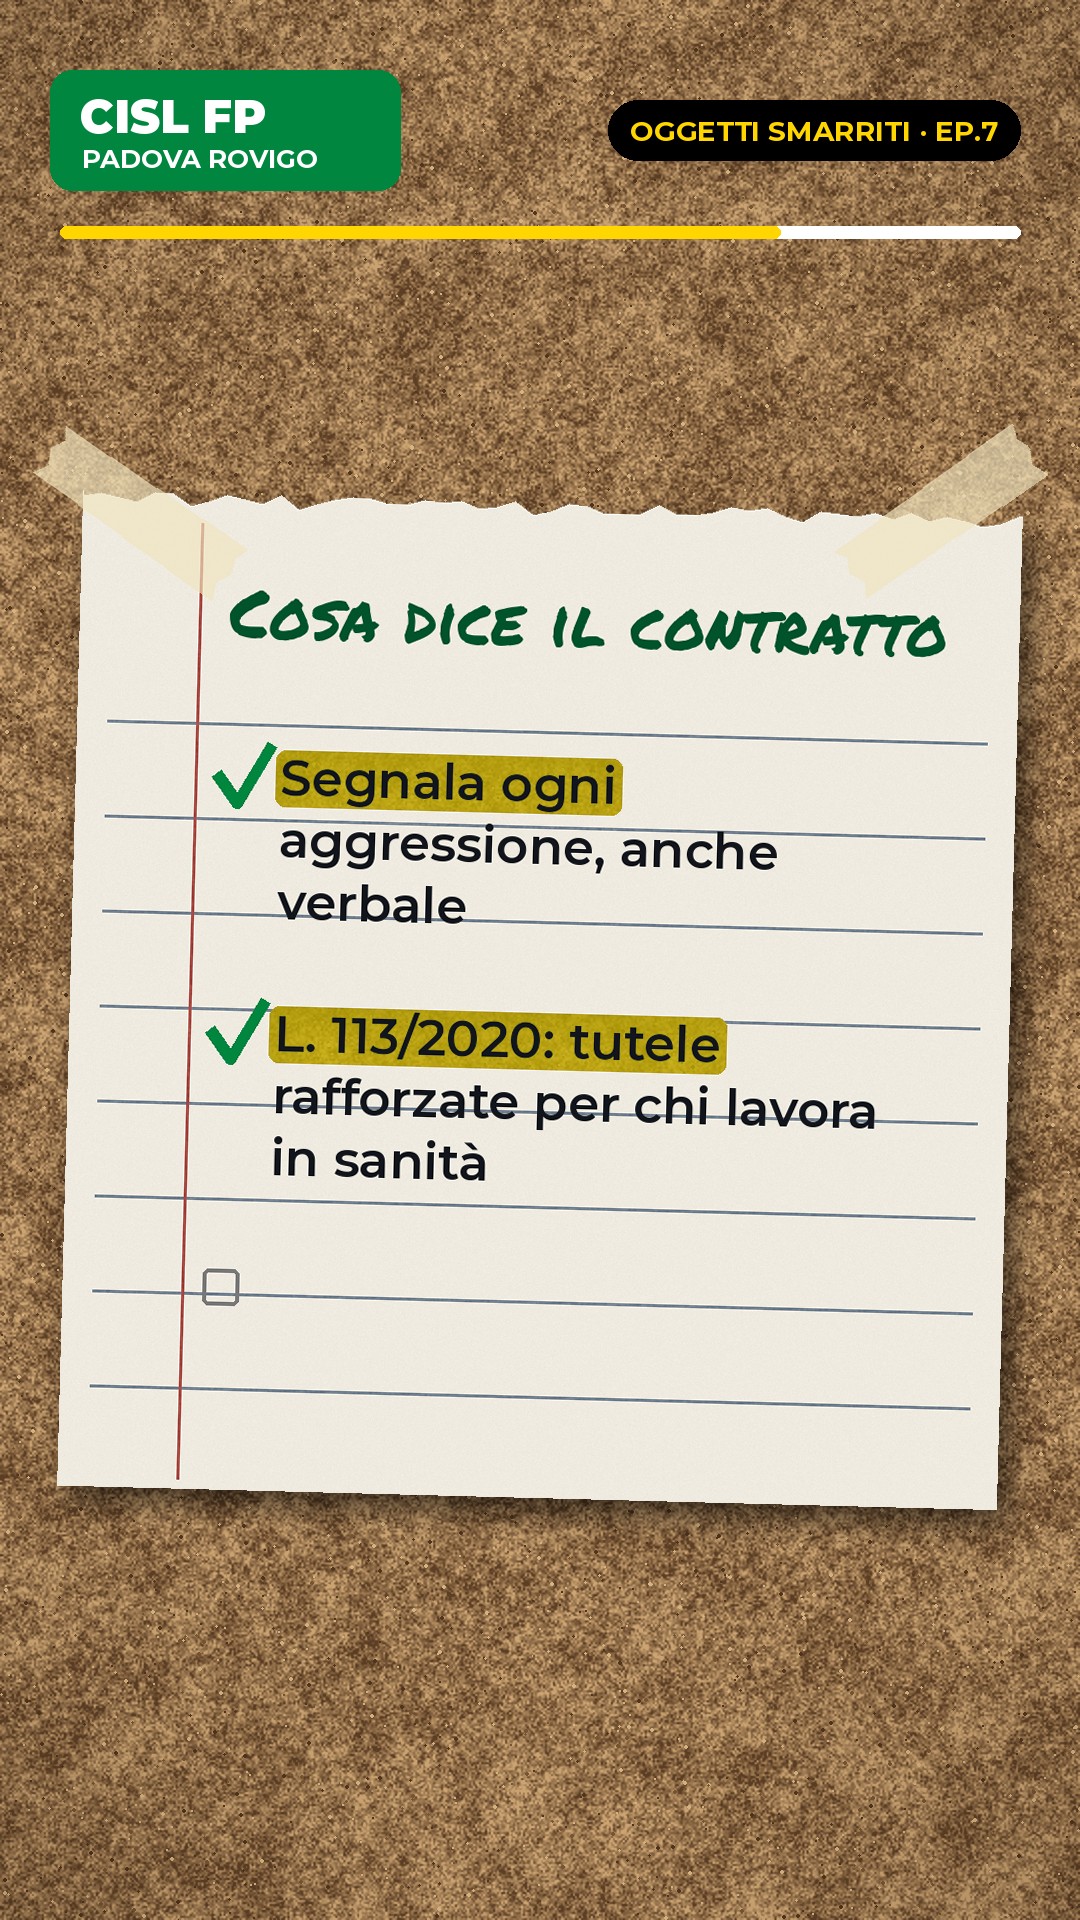 CISL FP
PADOVA ROVIGO
OGGETTI SMARRITI · EP.7
COSA DICE IL CONTRATTO
Segnala ogni
aggressione, anche
verbale
L. 113/2020: tutele
rafforzate per chi lavora
in sanità